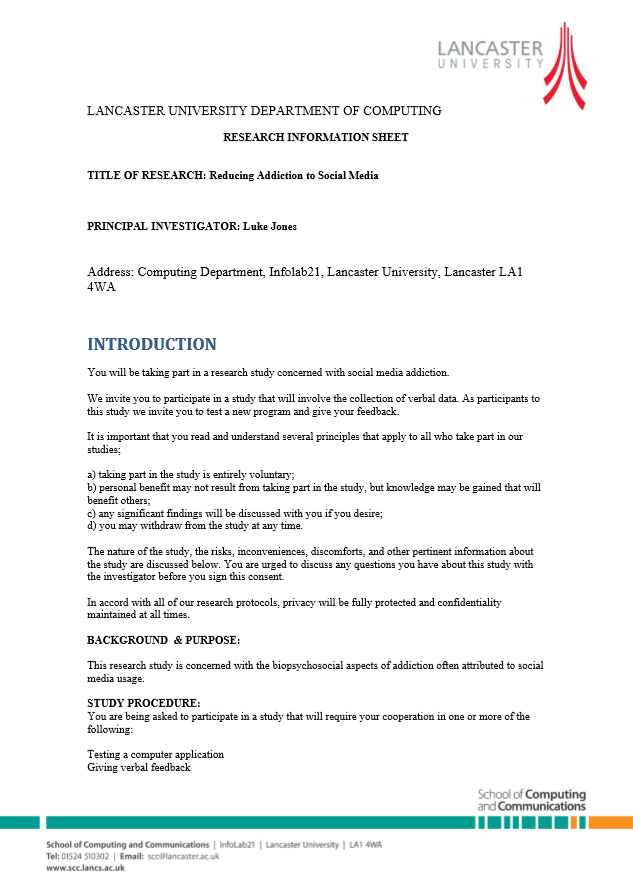 LANCASTER
UNIVERSITY
LANCASTER UNIVERSITY DEPARTMENT OF COMPUTING
RESEARCH INFORMATION SHEET
TITLE OF RESEARCH: Reducing Addiction to Social Media
PRINCIPAL INVESTIGATOR: Luke Jones
Address: Computing Department, Infolab21, Lancaster University, Lancaster LA1
4WA
INTRODUCTION
You will be taking part in a research study concerned with social media addiction.
We invite you to participate in a study that will involve the collection of verbal data. As participants to
this study we invite you to test a new program and give your feedback.
It is important that you read and understand several principles that apply to all who take part in our
studies;
a) taking part in the study is entirely voluntary;
b) personal benefit may not result from taking part in the study, but knowledge may be gained that will
benefit others;
c) any significant findings will be discussed with you if you desire;
d) you may withdraw from the study at any time.
The nature of the study, the risks, inconveniences, discomforts, and other pertinent information about
the study are discussed below. You are urged to discuss any questions you have about this study with
the investigator before you sign this consent.
In accord with all of our research protocols, privacy will be fully protected and confidentiality
maintained at all times.
BACKGROUND & PURPOSE:
This research study is concerned with the biopsychosocial aspects of addiction often attributed to social
media usage.
STUDY PROCEDURE:
You are being asked to participate in a study that will require your cooperation in one or more of the
following:
Testing a computer application
Giving verbal feedback
School of Computing
and Communications
School of Computing and Communications | InfoLab21 | Lancaster University | LA1 4WA
Tel: 01524 510302 | Email: scc@lancaster.ac.uk
www.scc.lancs.ac.uk